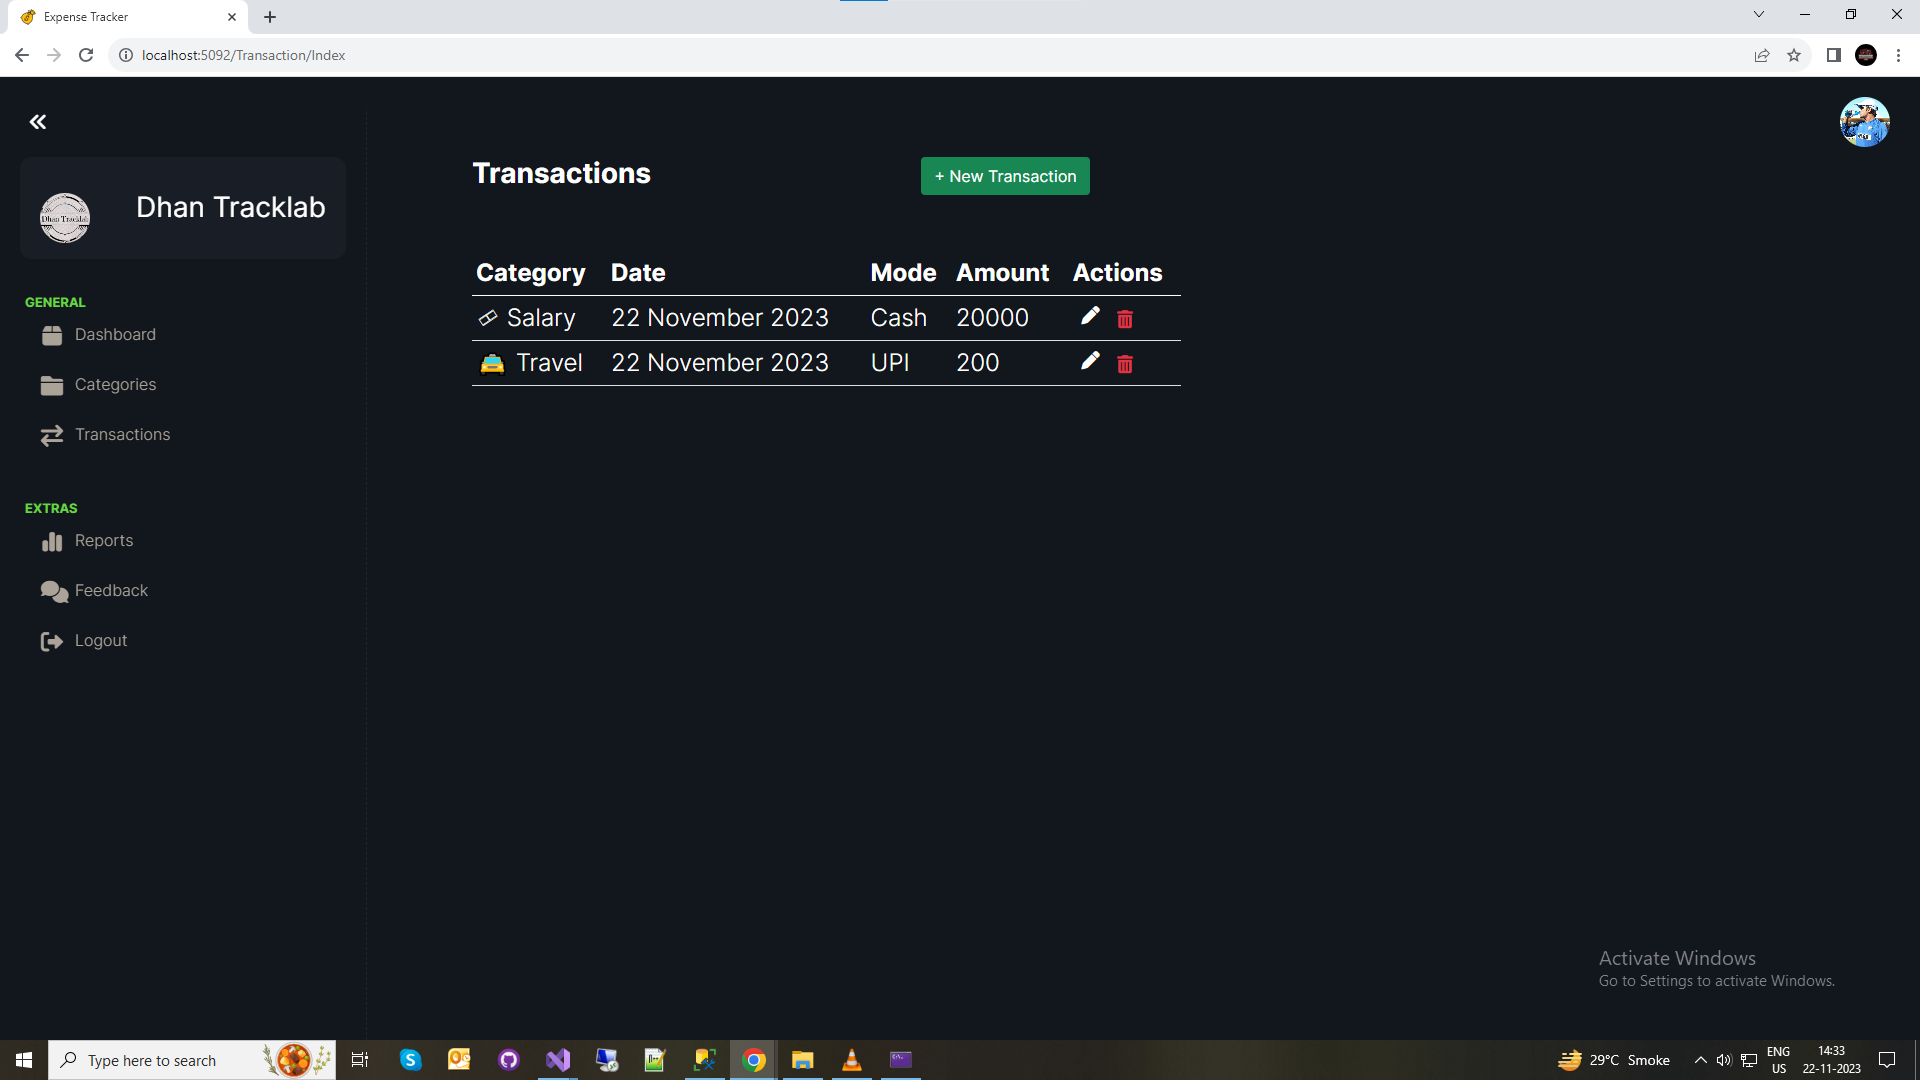 Expense Tracker
localhost:5092/Transaction/Index
Dhan Tracklab
Dhan Tracklab
GENERAL
Dashboard
Categories
Transactions
EXTRAS
Reports
Feedback
Logout
Transactions
+ New Transaction
Category Date Mode Amount Actions
Salary 22 November 2023 Cash 20000
Travel 22 November 2023 UPI 200
Activate Windows
Go to Settings to activate Windows.
Type here to search
29°C Smoke
ENG
US
14:33
22-11-2023